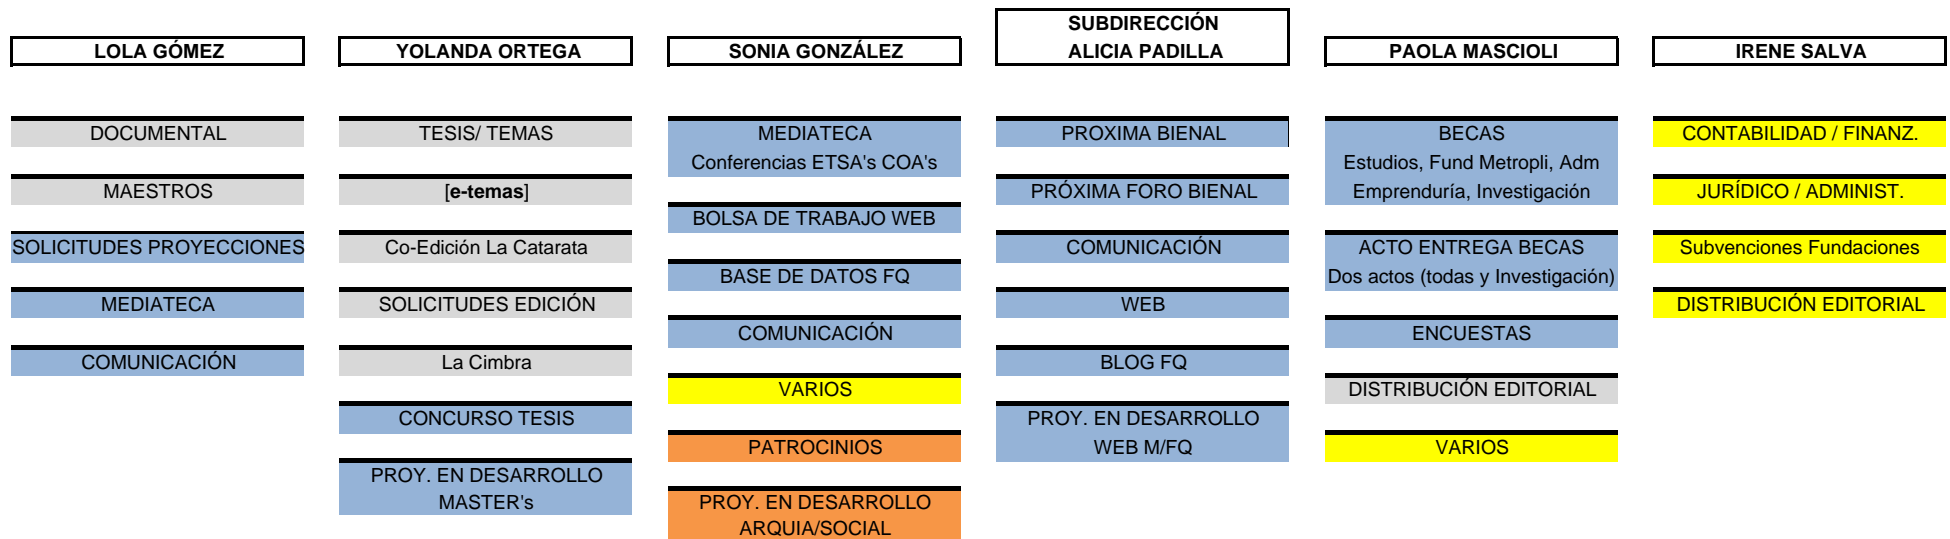 LOLA GÓMEZ
DOCUMENTAL
MAESTROS
SOLICITUDES PROYECCIONES
MEDIATECA
COMUNICACIÓN
YOLANDA ORTEGA
TESIS/ TEMAS
[e-temas]
Co-Edición La Catarata
SOLICITUDES EDICIÓN
La Cimbra
CONCURSO TESIS
PROY. EN DESARROLLO
MASTER's
SONIA GONZÁLEZ
MEDIATECA
Conferencias ETSA's COA's
BOLSA DE TRABAJO WEB
BASE DE DATOS FQ
COMUNICACIÓN
VARIOS
PATROCINIOS
PROY. EN DESARROLLO
ARQUIA/SOCIAL
SUBDIRECCIÓN
ALICIA PADILLA
PROXIMA BIENAL
PRÓXIMA FORO BIENAL
COMUNICACIÓN
WEB
BLOG FQ
PROY. EN DESARROLLO
WEB M/FQ
PAOLA MASCIOLI
BECAS
Estudios, Fund Metropli, Adm
Emprenduría, Investigación
ACTO ENTREGA BECAS
Dos actos (todas y Investigación)
ENCUESTAS
DISTRIBUCIÓN EDITORIAL
VARIOS
IRENE SALVA
CONTABILIDAD / FINANZ.
JURÍDICO / ADMINIST.
Subvenciones Fundaciones
DISTRIBUCIÓN EDITORIAL